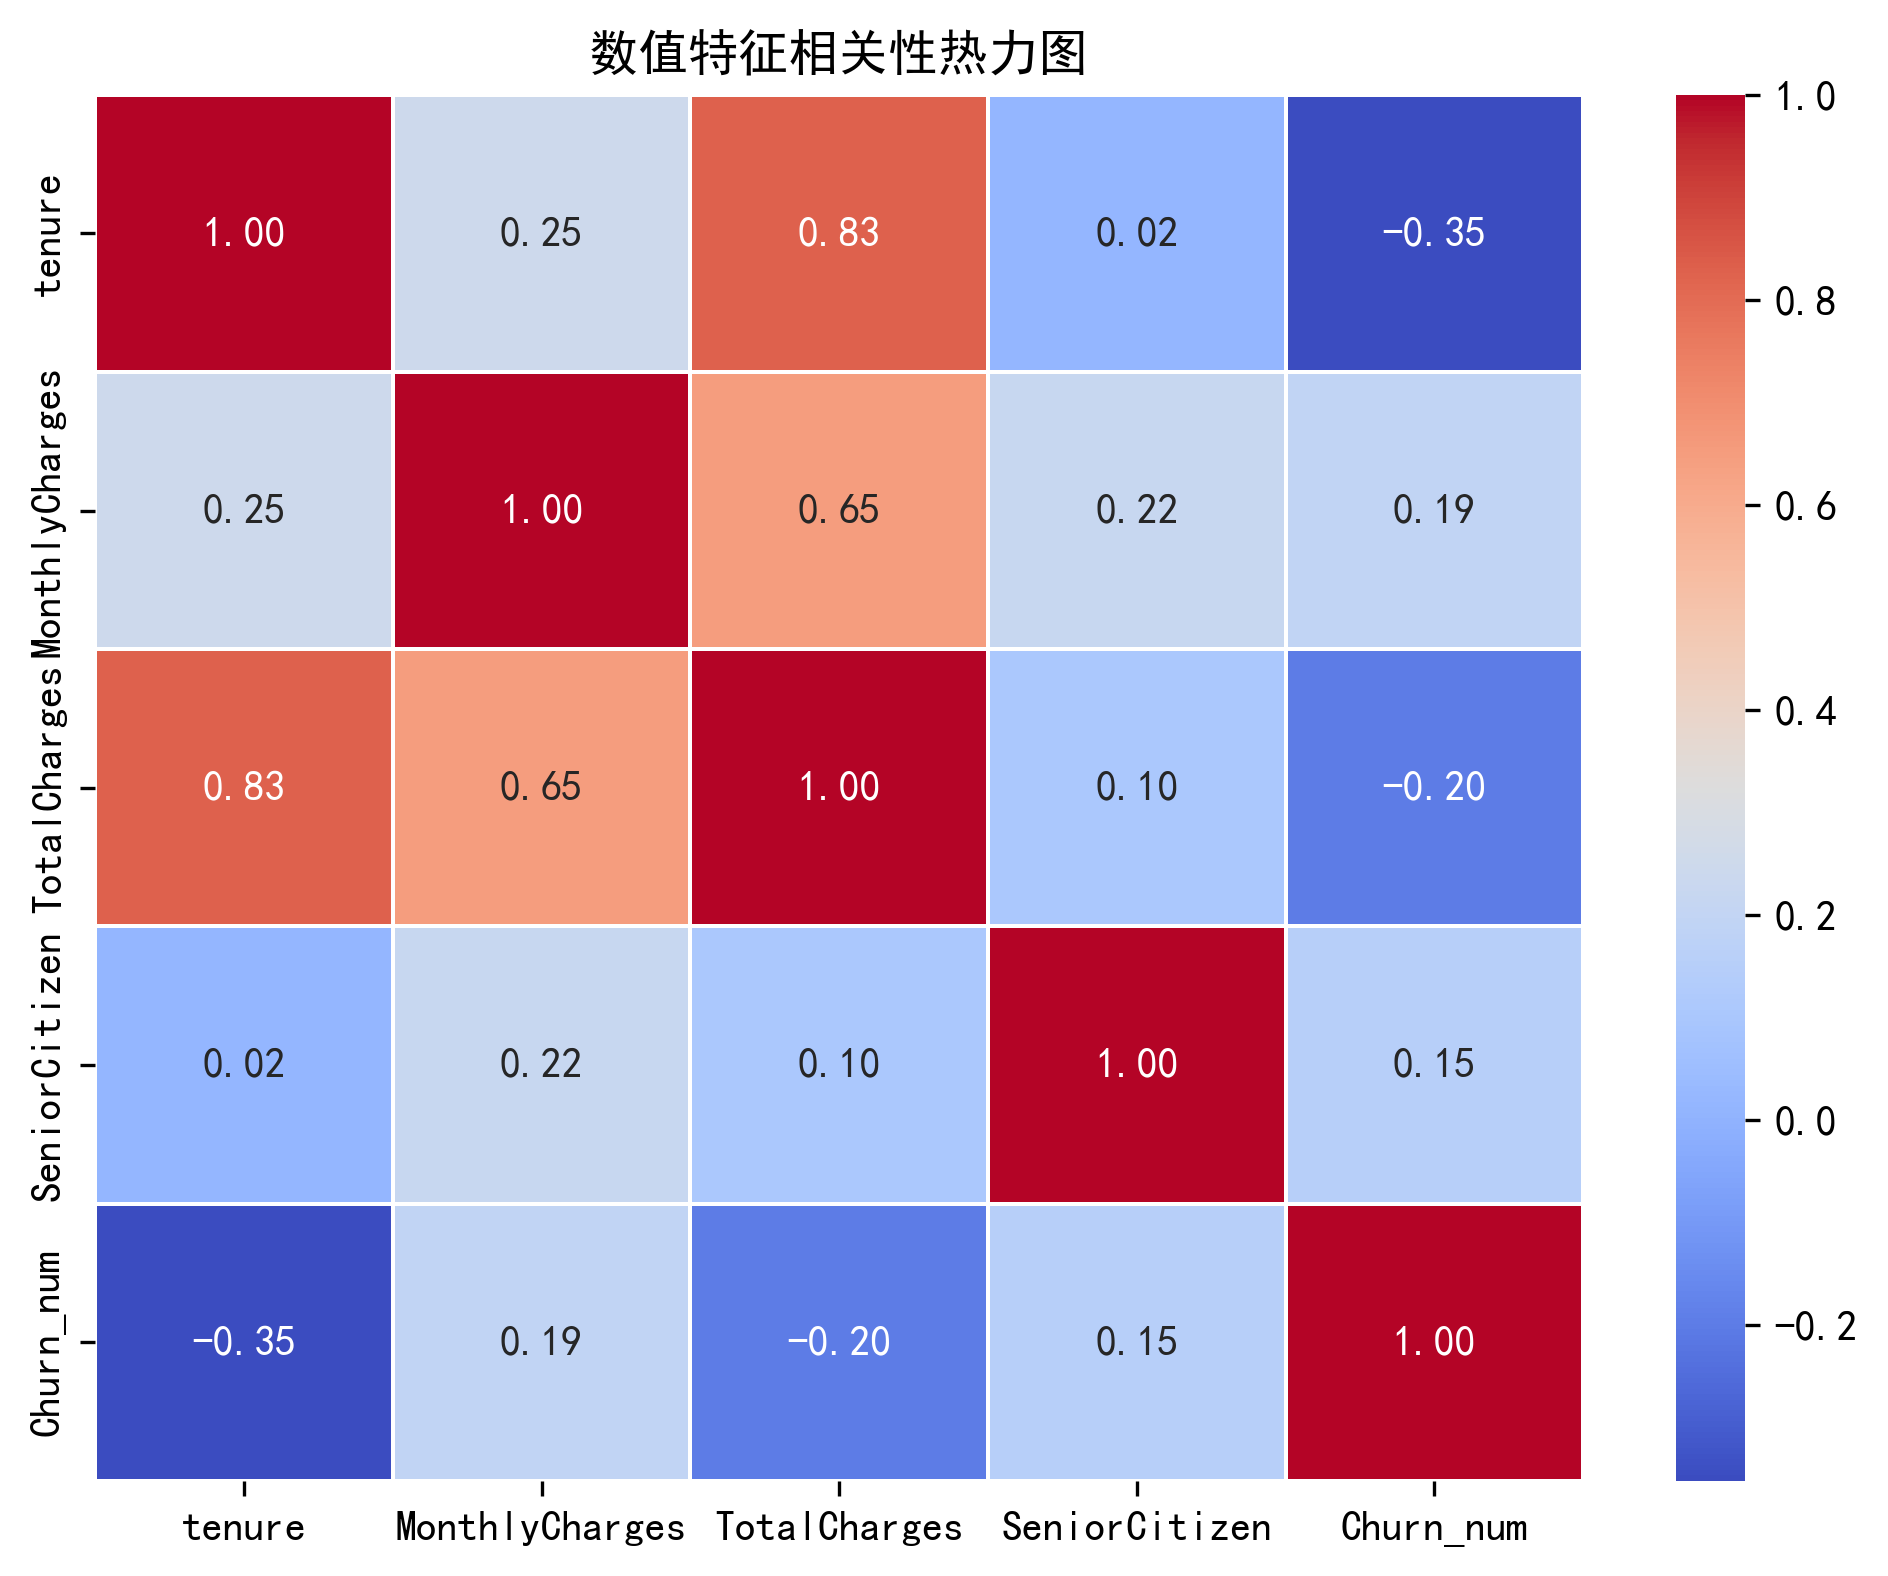 数值特征相关性热力图
tenure 1.00 0.25 0.83 0.02 −0.35
MonthlyCharges 0.25 1.00 0.65 0.22 0.19
TotalCharges 0.83 0.65 1.00 0.10 −0.20
SeniorCitizen 0.02 0.22 0.10 1.00 0.15
Churn_num −0.35 0.19 −0.20 0.15 1.00
tenure MonthlyCharges TotalCharges SeniorCitizen Churn_num
1.0
0.8
0.6
0.4
0.2
0.0
−0.2